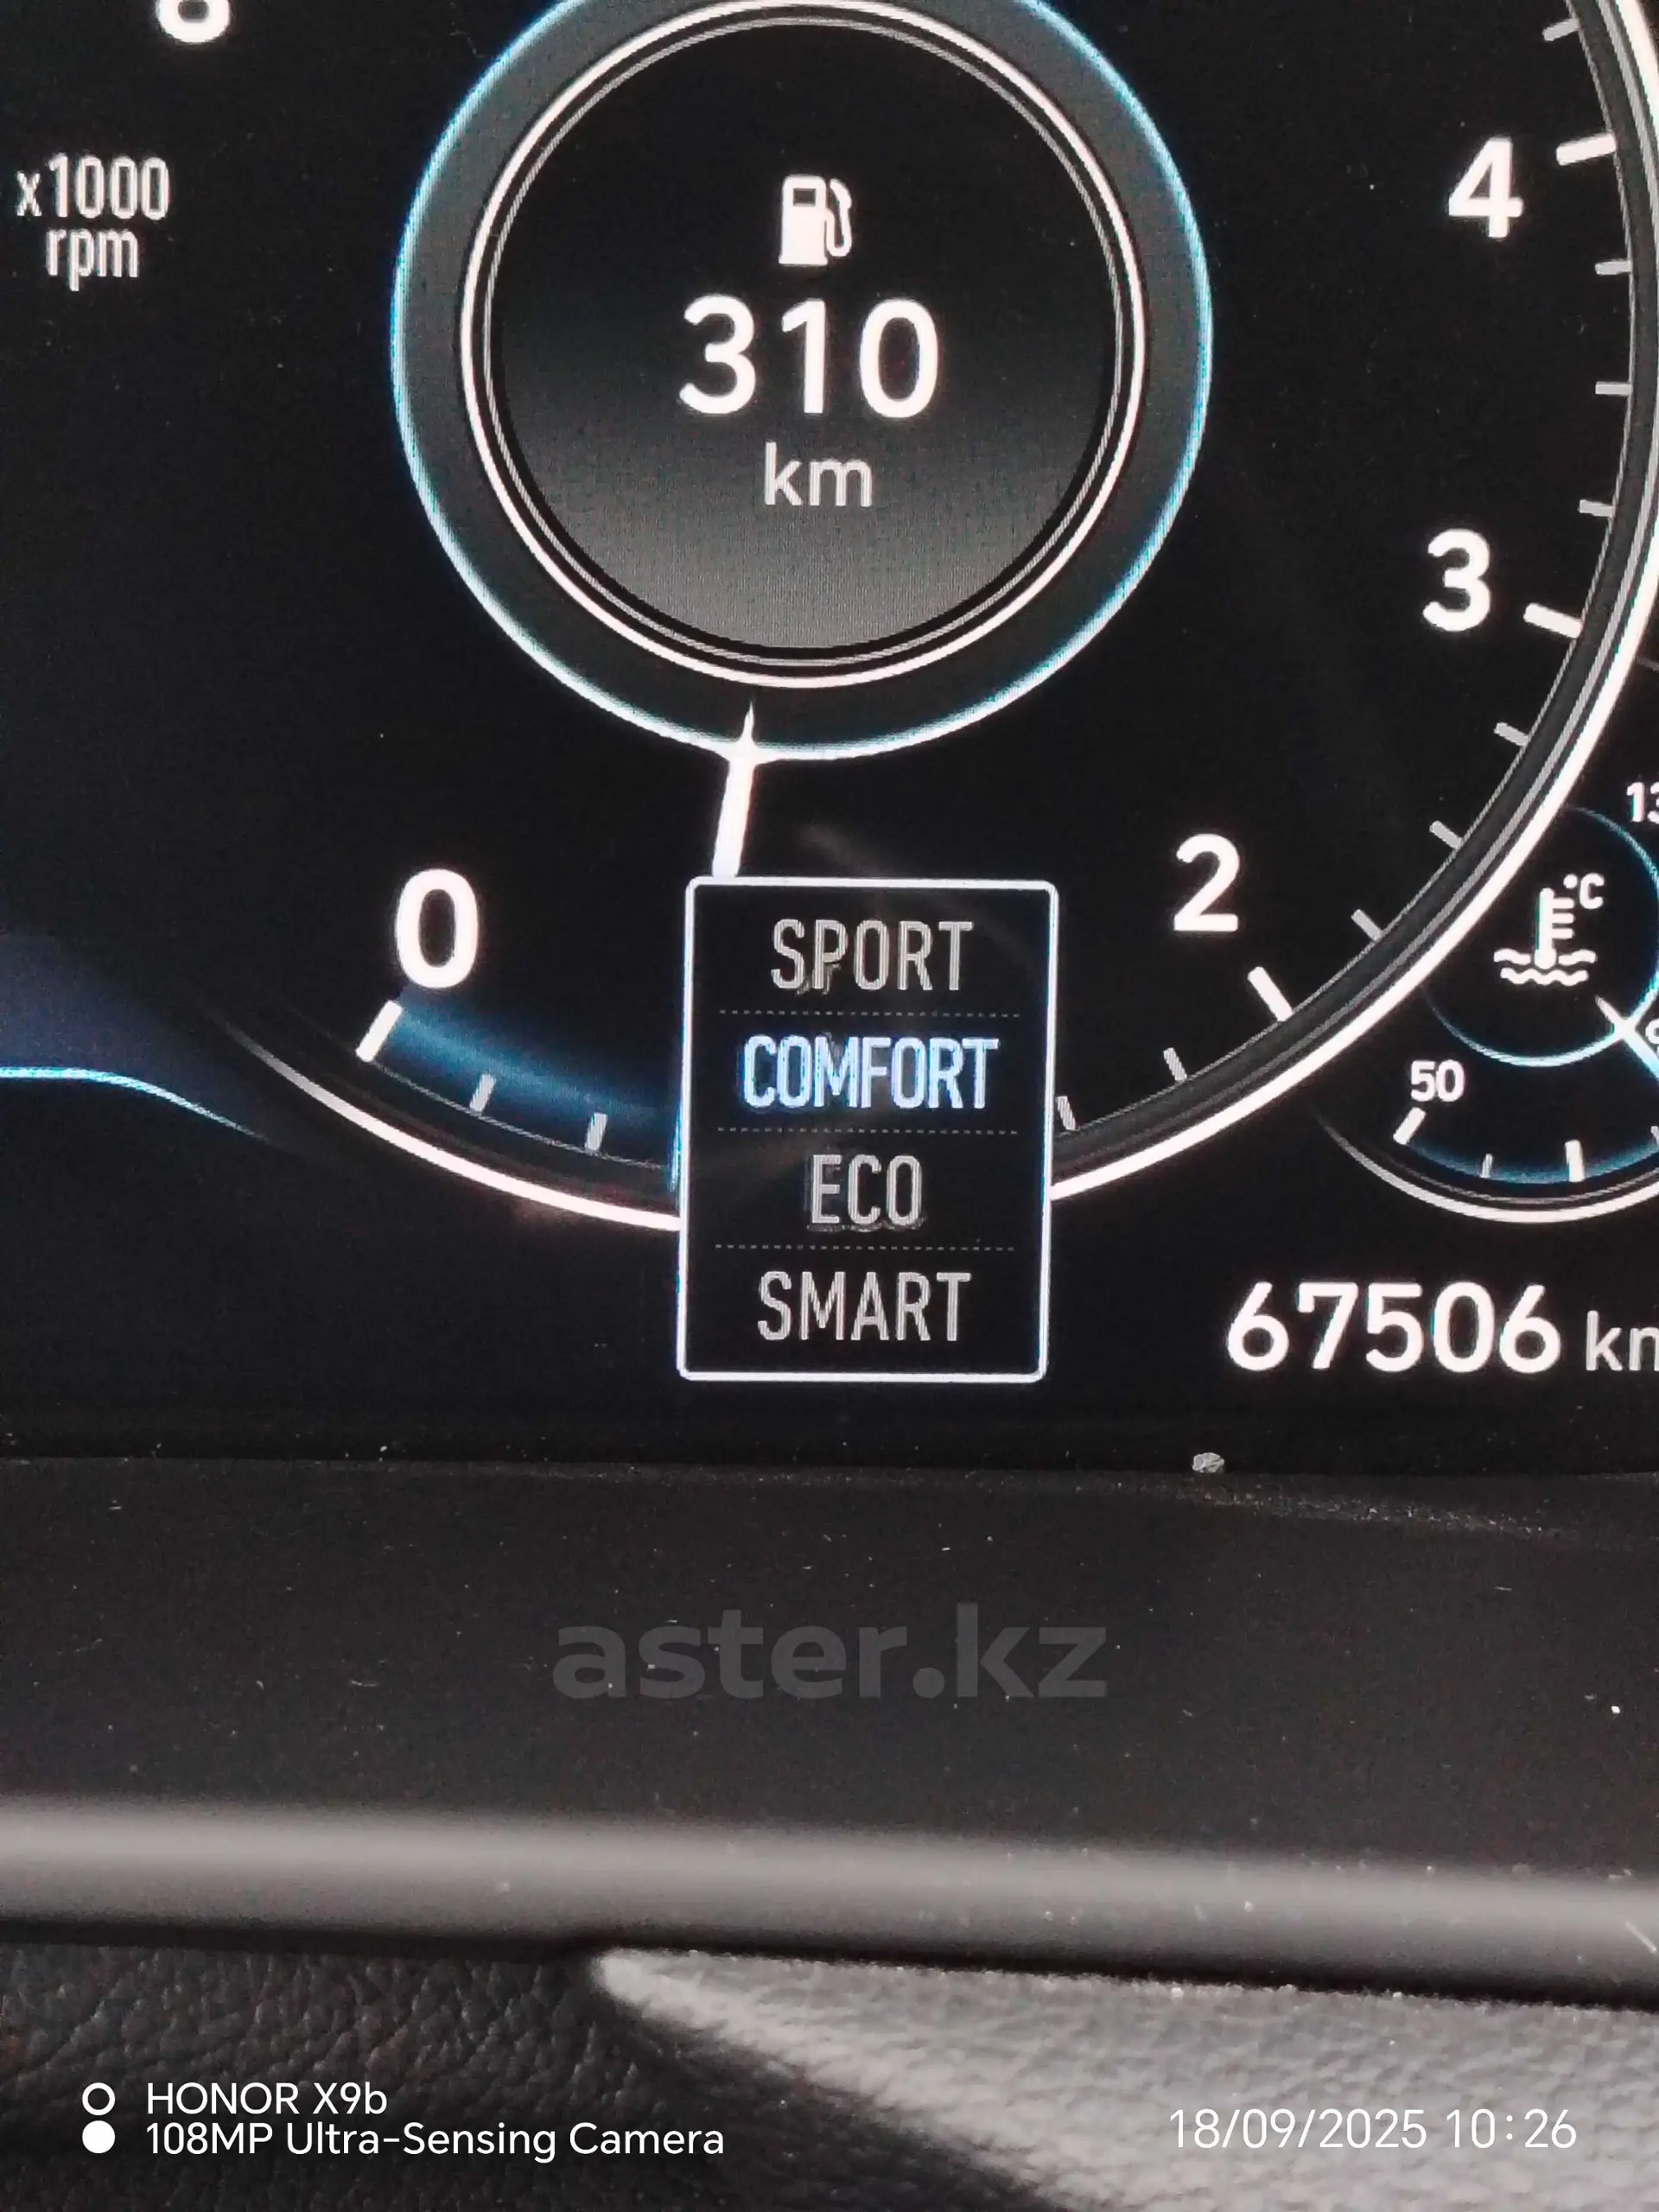 x1000
rpm
310
km
4
3
2
0
SPORT
COMFORT
ECO
SMART
°C
50
67506
aster.kz
HONOR X9b
108MP Ultra-Sensing Camera
18/09/2025 10:26